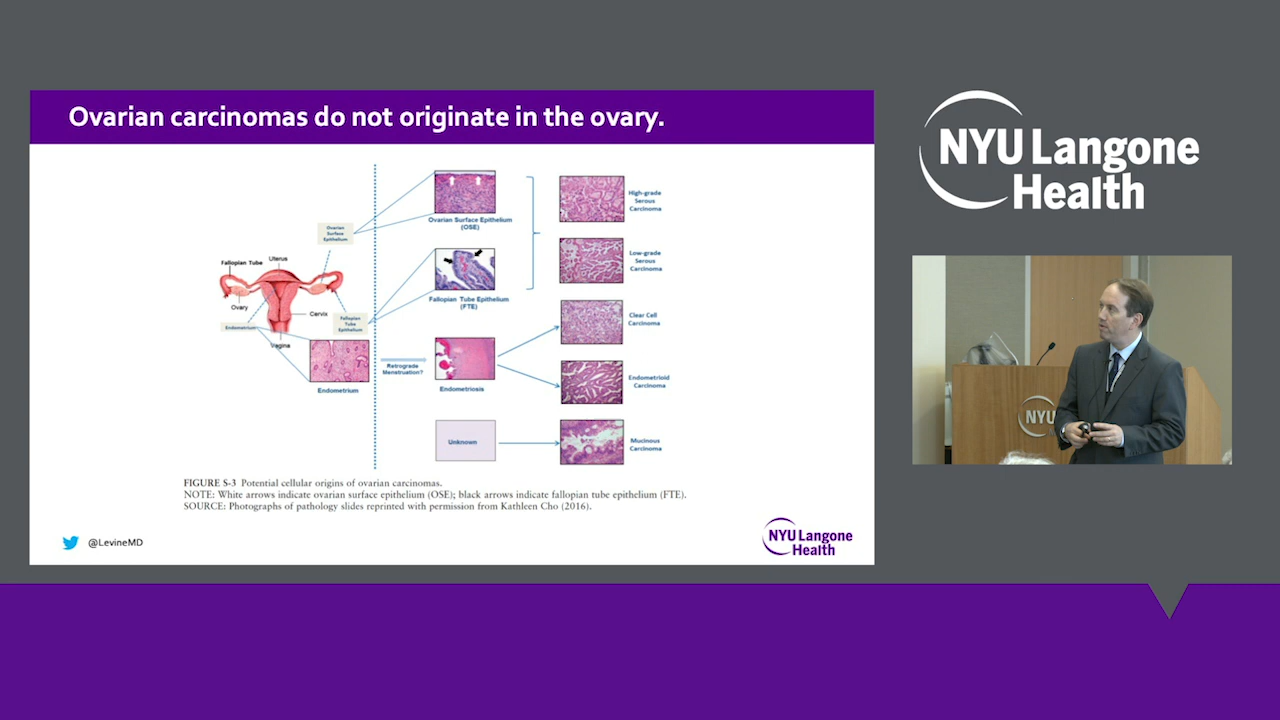 Ovarian carcinomas do not originate in the ovary.
Ovarian
Surface
Epithelium
Fallopian Tube
Uterus
Ovary
Endometrium
Cervix
Fallopian
Tube
Epithelium
Vagina
Endometrium
Ovarian Surface Epithelium
(OSE)
Fallopian Tube Epithelium
(FTE)
Retrograde
Menstruation?
Endometriosis
Unknown
High-grade
Serous
Carcinoma
Low-grade
Serous
Carcinoma
Clear Cell
Carcinoma
Endometrioid
Carcinoma
Mucinous
Carcinoma
FIGURE S-3 Potential cellular origins of ovarian carcinomas.
NOTE: White arrows indicate ovarian surface epithelium (OSE); black arrows indicate fallopian tube epithelium (FTE).
SOURCE: Photographs of pathology slides reprinted with permission from Kathleen Cho (2016).
@LevineMD
NYU Langone
Health
NYU Langone
Health
NYU